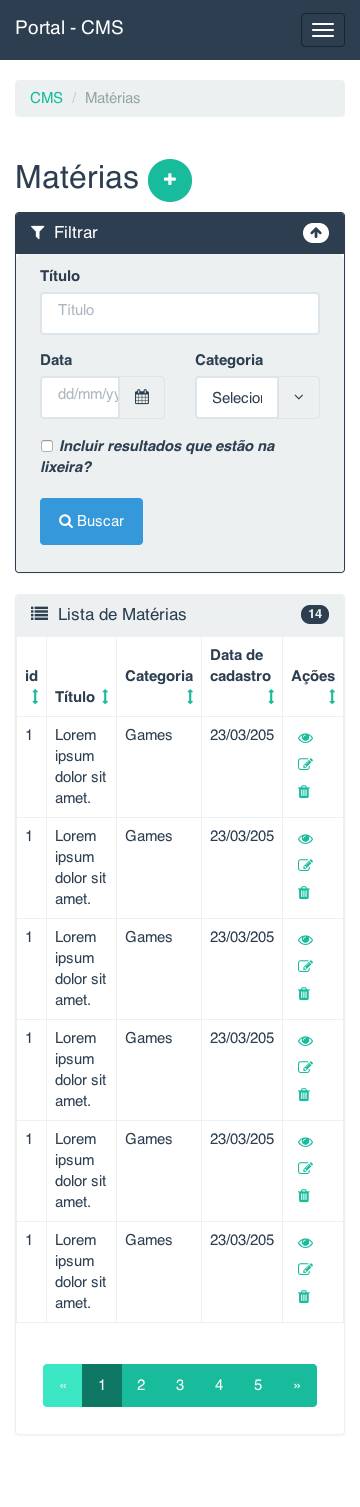 Portal - CMS
CMS / Matérias
Matérias
Filtrar
Título
Título
Data Categoria
dd/mm/yy Selecion
Incluir resultados que estão na
lixeira?
Buscar
Lista de Matérias 14
id Título Categoria Data de
cadastro Ações
1 Lorem Games 23/03/205
ipsum
dolor sit
amet.
1 Lorem Games 23/03/205
ipsum
dolor sit
amet.
1 Lorem Games 23/03/205
ipsum
dolor sit
amet.
1 Lorem Games 23/03/205
ipsum
dolor sit
amet.
1 Lorem Games 23/03/205
ipsum
dolor sit
amet.
1 Lorem Games 23/03/205
ipsum
dolor sit
amet.
« 1 2 3 4 5 »